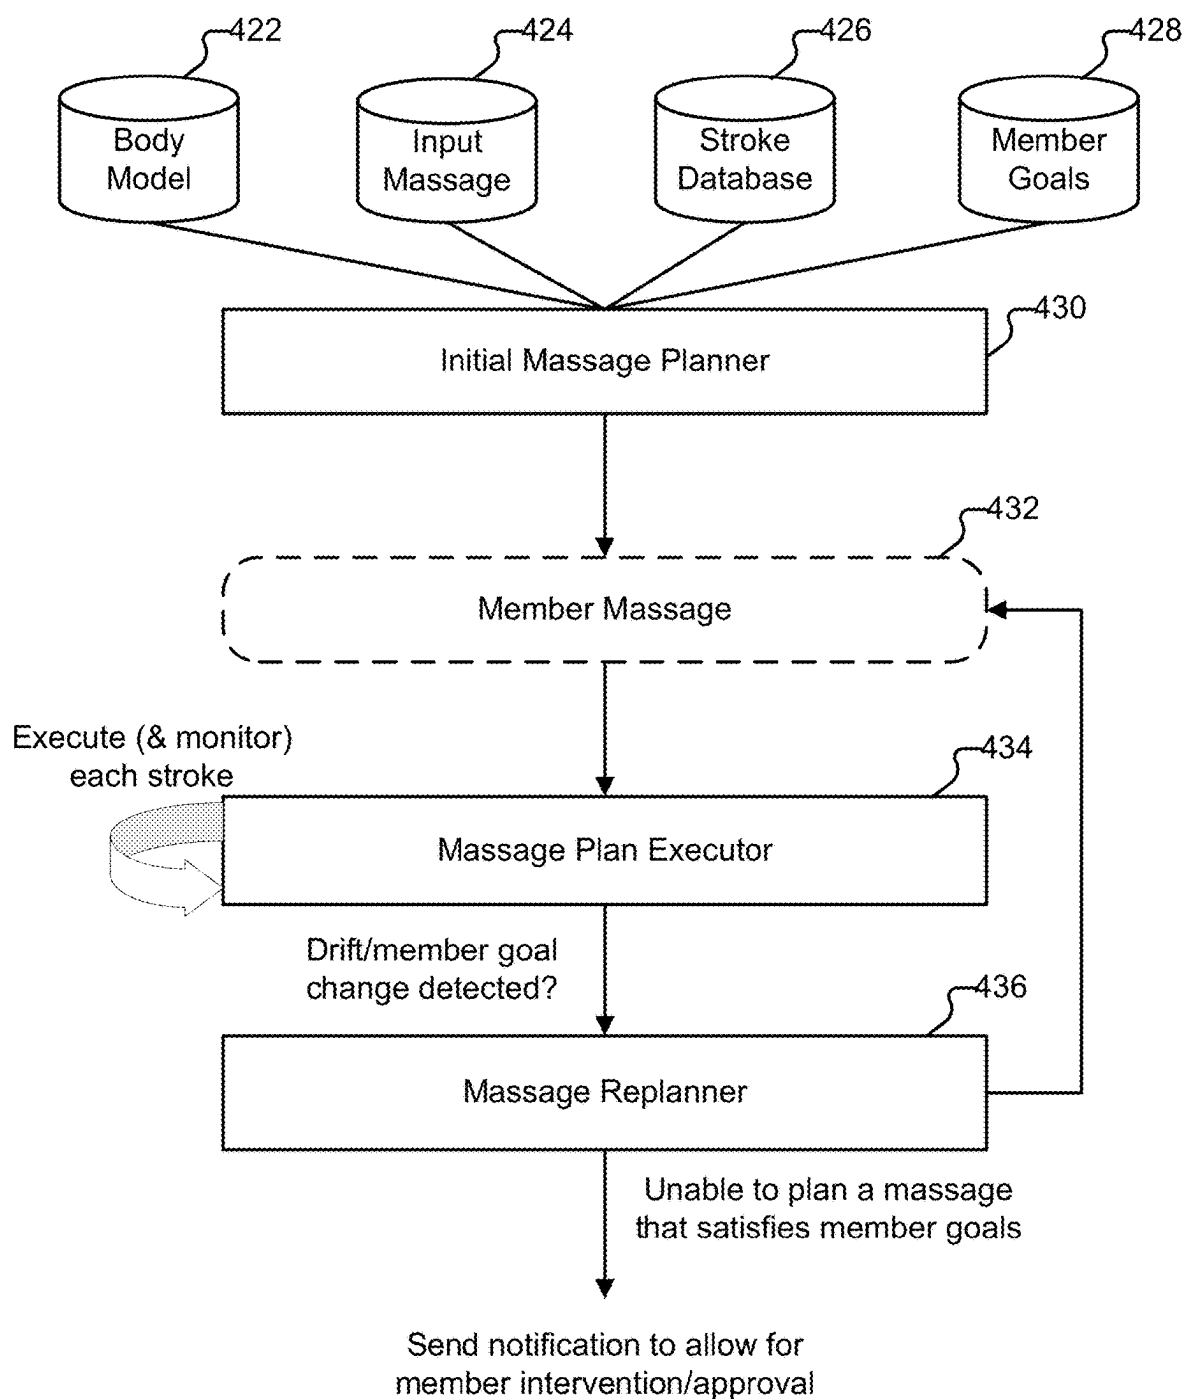 422
424
426
428
Body
Model
Input
Massage
Stroke
Database
Member
Goals
430
Initial Massage Planner
432
Member Massage
Execute (& monitor)
each stroke
434
Massage Plan Executor
Drift/member goal
change detected?
436
Massage Replanner
Unable to plan a massage
that satisfies member goals
Send notification to allow for
member intervention/approval